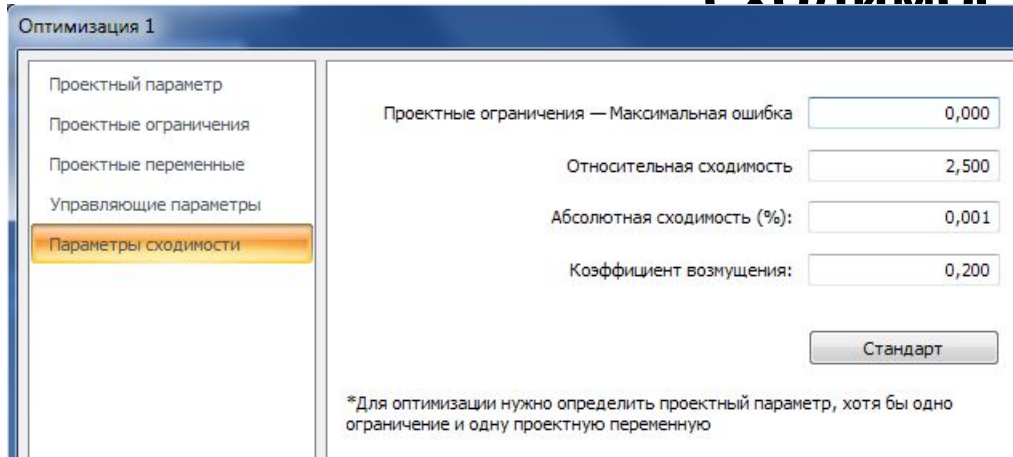 Оптимизация 1
Проектный параметр
Проектные ограничения
Проектные переменные
Управляющие параметры
Параметры сходимости
Проектные ограничения — Максимальная ошибка 0,000
Относительная сходимость 2,500
Абсолютная сходимость (%): 0,001
Коэффициент возмущения: 0,200
Стандарт
*Для оптимизации нужно определить проектный параметр, хотя бы одно
ограничение и одну проектную переменную